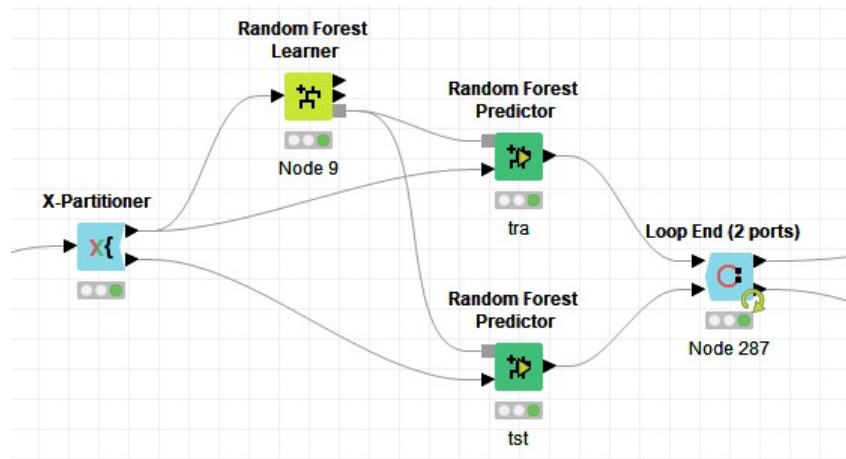 Random Forest
Learner
Node 9
X-Partitioner
X{
Random Forest
Predictor
tra
Loop End (2 ports)
Node 287
Random Forest
Predictor
tst